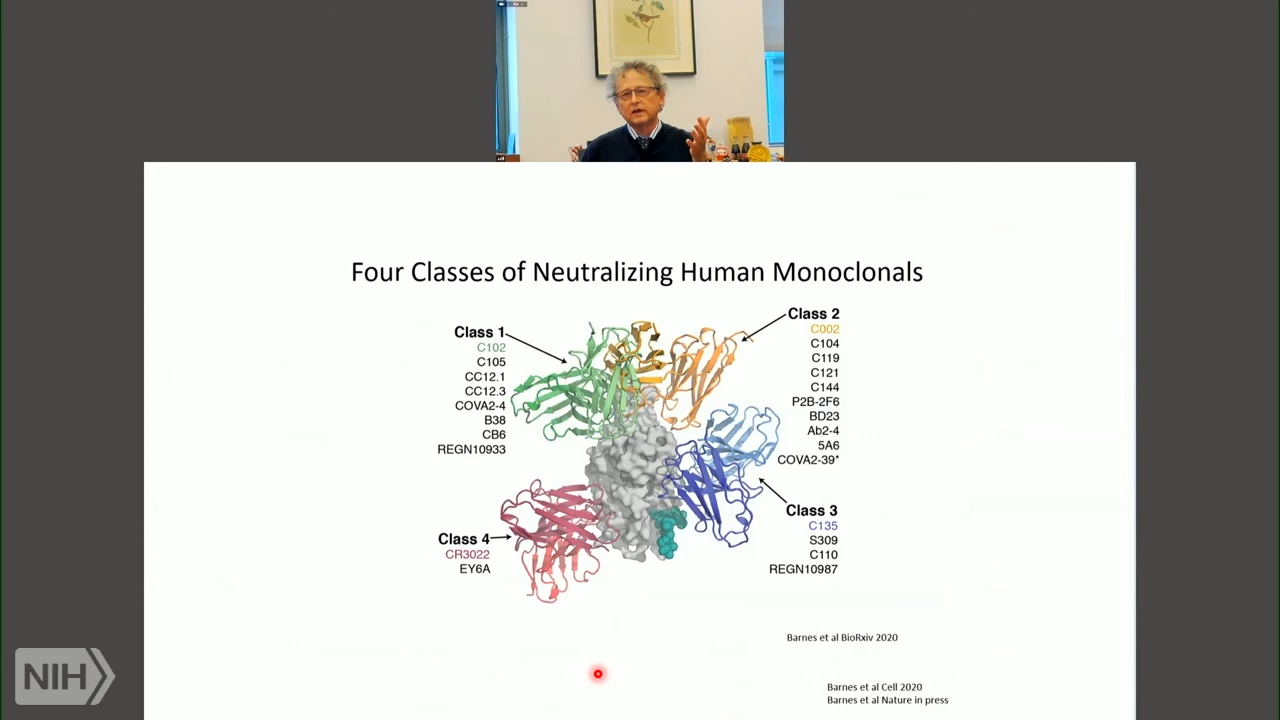 Four Classes of Neutralizing Human Monoclonals
Class 1
C102
C105
CC12.1
CC12.3
COVA2-4
B38
CB6
REGN10933
Class 2
C002
C104
C119
C121
C144
P2B-2F6
BD23
Ab2-4
5A6
COVA2-39*
Class 3
C135
S309
C110
REGN10987
Class 4
CR3022
EY6A
Barnes et al BioRxiv 2020
Barnes et al Cell 2020
Barnes et al Nature in press
NIH